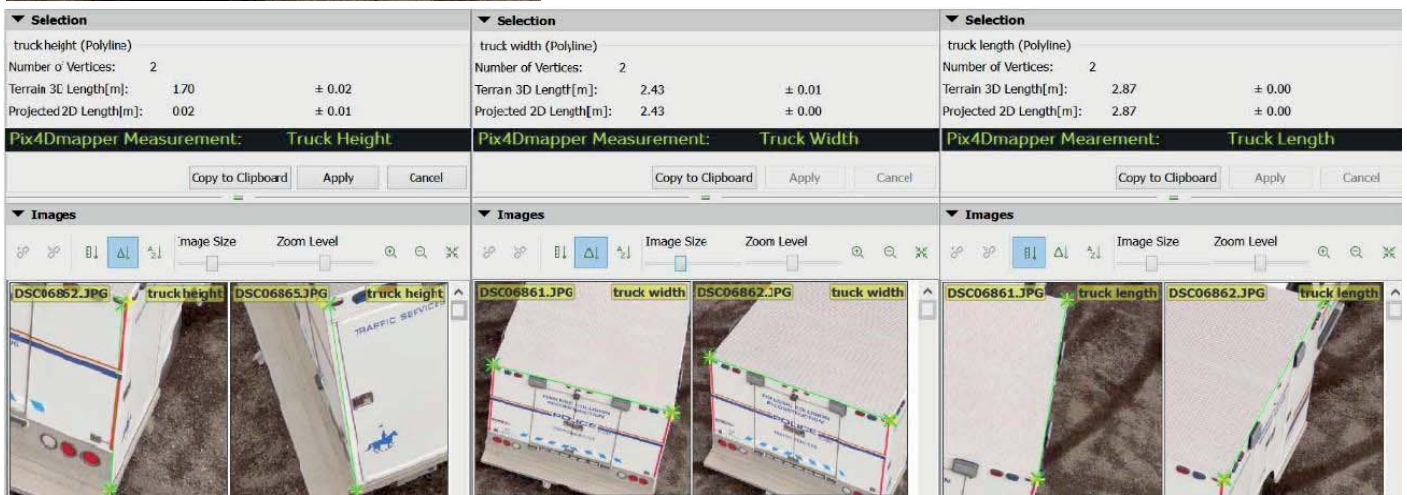 Selection
truck height (Polyline)
Number of Vertices: 2
Terrain 3D Length[m]: 1.70 ± 0.02
Projected 2D Length[m]: 0.02 ± 0.01
Pix4Dmapper Measurement: Truck Height
Copy to Clipboard Apply Cancel
Images
Image Size Zoom Level
DSC06862.JPG truck height DSC06865.JPG truck height
TRAFFIC SERVICES
Selection
truck width (Polyline)
Number of Vertices: 2
Terrain 3D Length[m]: 2.43 ± 0.01
Projected 2D Length[m]: 2.43 ± 0.00
Pix4Dmapper Measurement: Truck Width
Copy to Clipboard Apply Cancel
Images
Image Size Zoom Level
DSC06861.JPG truck width DSC06862.JPG truck width
POLICE
POLICE
Selection
truck length (Polyline)
Number of Vertices: 2
Terrain 3D Length[m]: 2.87 ± 0.00
Projected 2D Length[m]: 2.87 ± 0.00
Pix4Dmapper Mearement: Truck Length
Copy to Clipboard Apply Cancel
Images
Image Size Zoom Level
DSC06861.JPG truck length DSC06862.JPG truck length